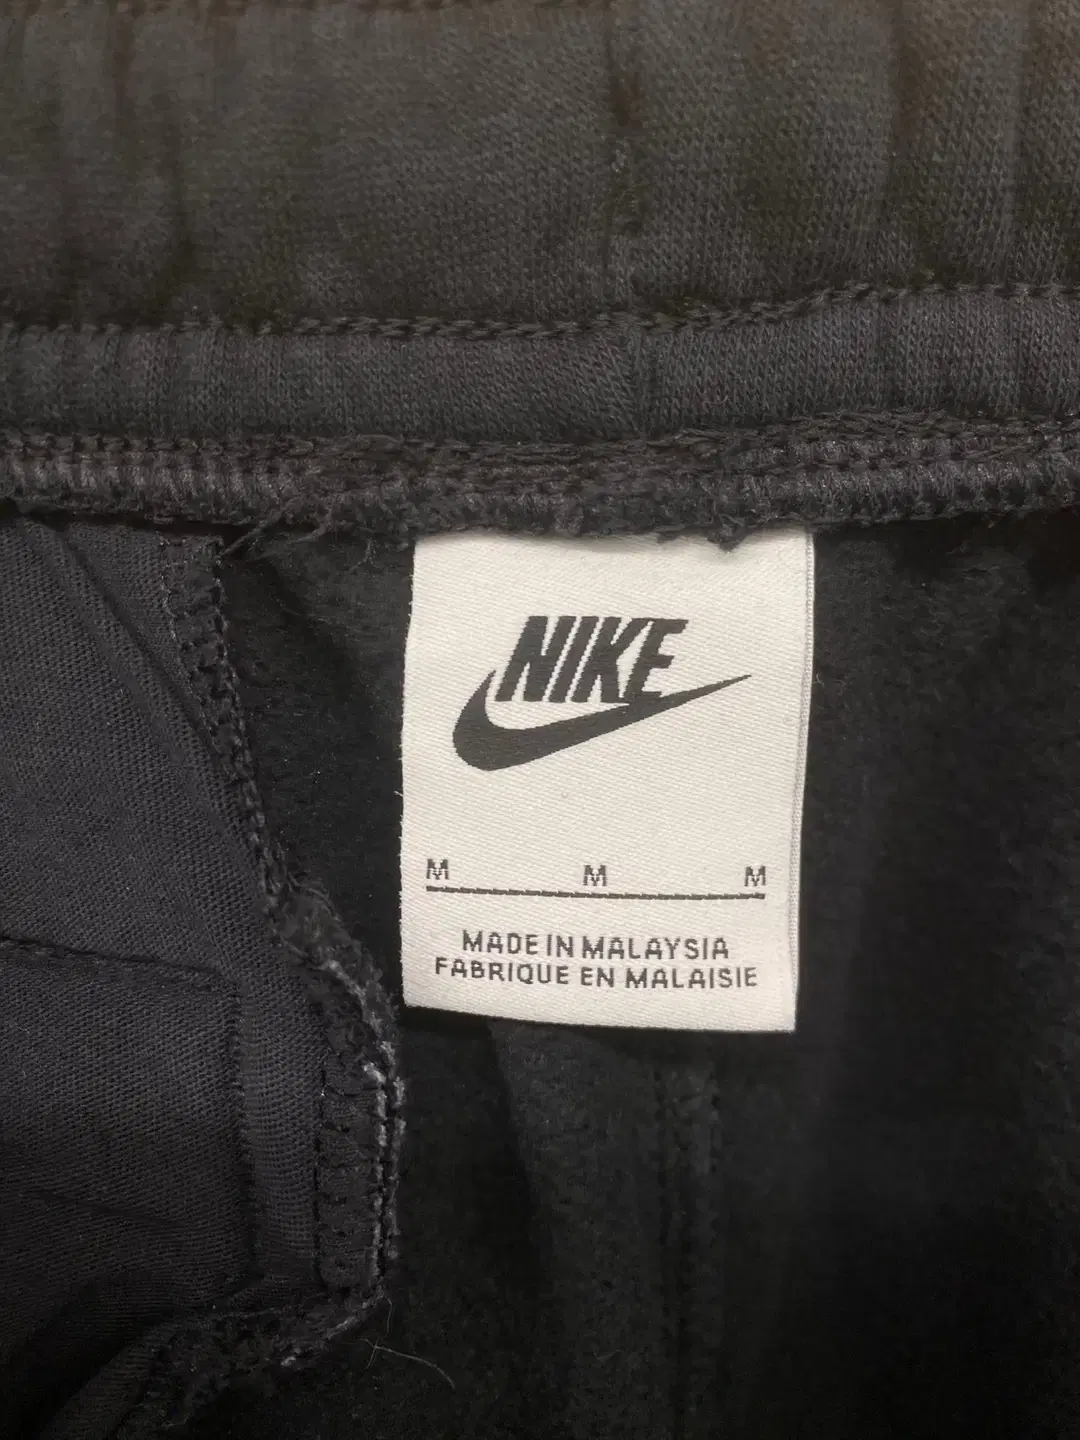 NIKE
M M M
MADE IN MALAYSIA
FABRIQUE EN MALAISIE